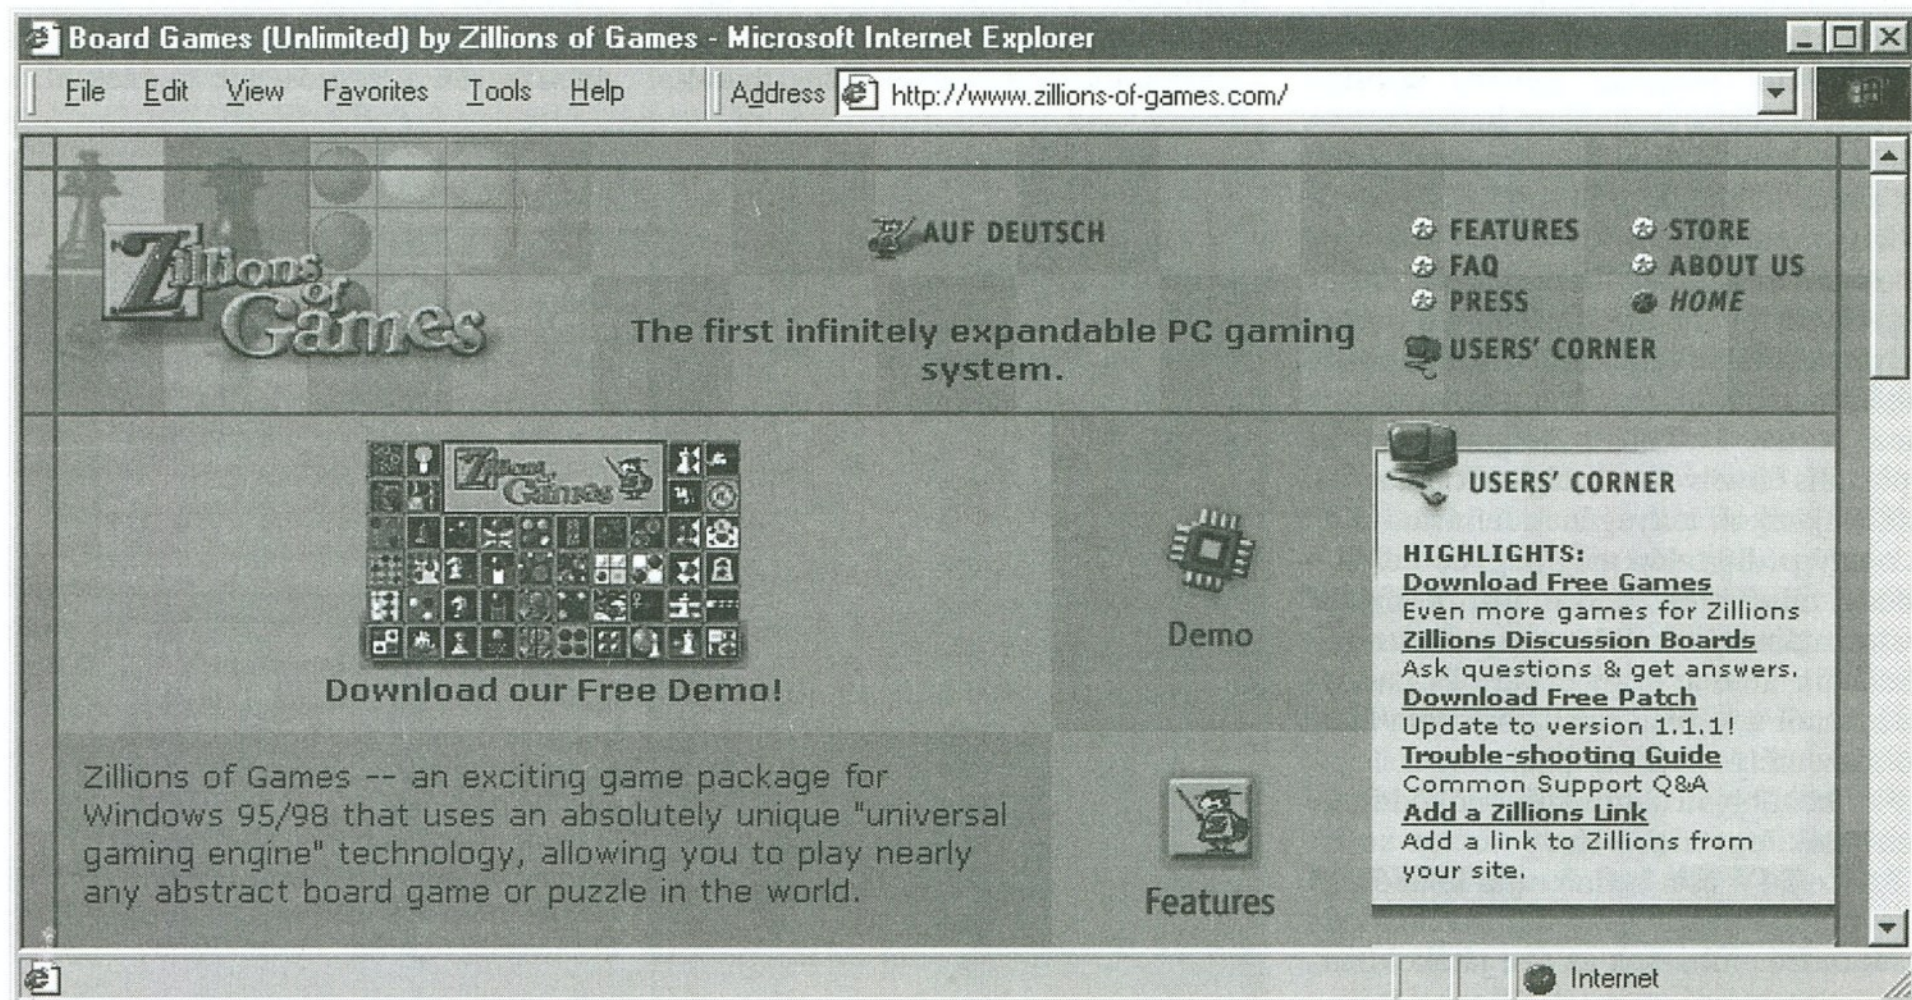 Board Games (Unlimited) by Zillions of Games - Microsoft Internet Explorer
File Edit View Favorites Tools Help Address http://www.zillions-of-games.com/
Zillions of Games
AUF DEUTSCH
The first infinitely expandable PC gaming
system.
FEATURES STORE
FAQ ABOUT US
PRESS HOME
USERS' CORNER
Zillions of Games
Download our Free Demo!
Zillions of Games -- an exciting game package for
Windows 95/98 that uses an absolutely unique "universal
gaming engine" technology, allowing you to play nearly
any abstract board game or puzzle in the world.
Demo
Features
USERS' CORNER
HIGHLIGHTS:
Download Free Games
Even more games for Zillions
Zillions Discussion Boards
Ask questions & get answers.
Download Free Patch
Update to version 1.1.1!
Trouble-shooting Guide
Common Support Q&A
Add a Zillions Link
Add a link to Zillions from
your site.
Internet